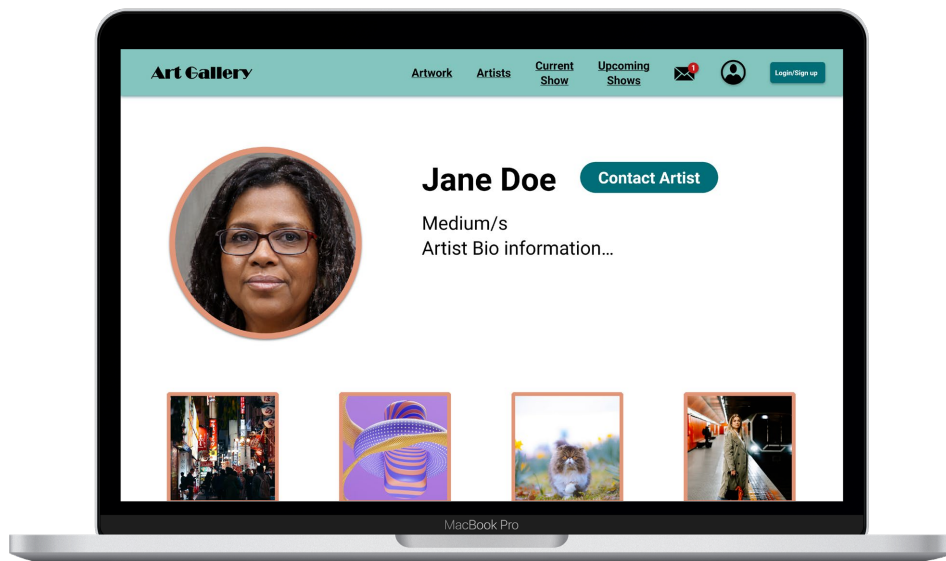 Art Gallery
Artwork
Artists
Current
Show
Upcoming
Shows
1
Login/Sign up
Jane Doe
Contact Artist
Medium/s
Artist Bio information...
MacBook Pro